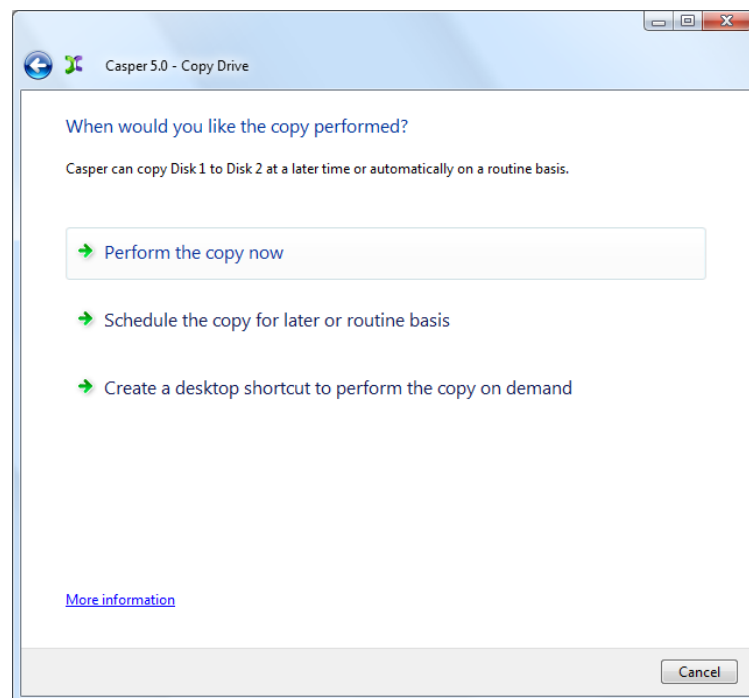 Casper 5.0 - Copy Drive
When would you like the copy performed?
Casper can copy Disk 1 to Disk 2 at a later time or automatically on a routine basis.
Perform the copy now
Schedule the copy for later or routine basis
Create a desktop shortcut to perform the copy on demand
More information
Cancel